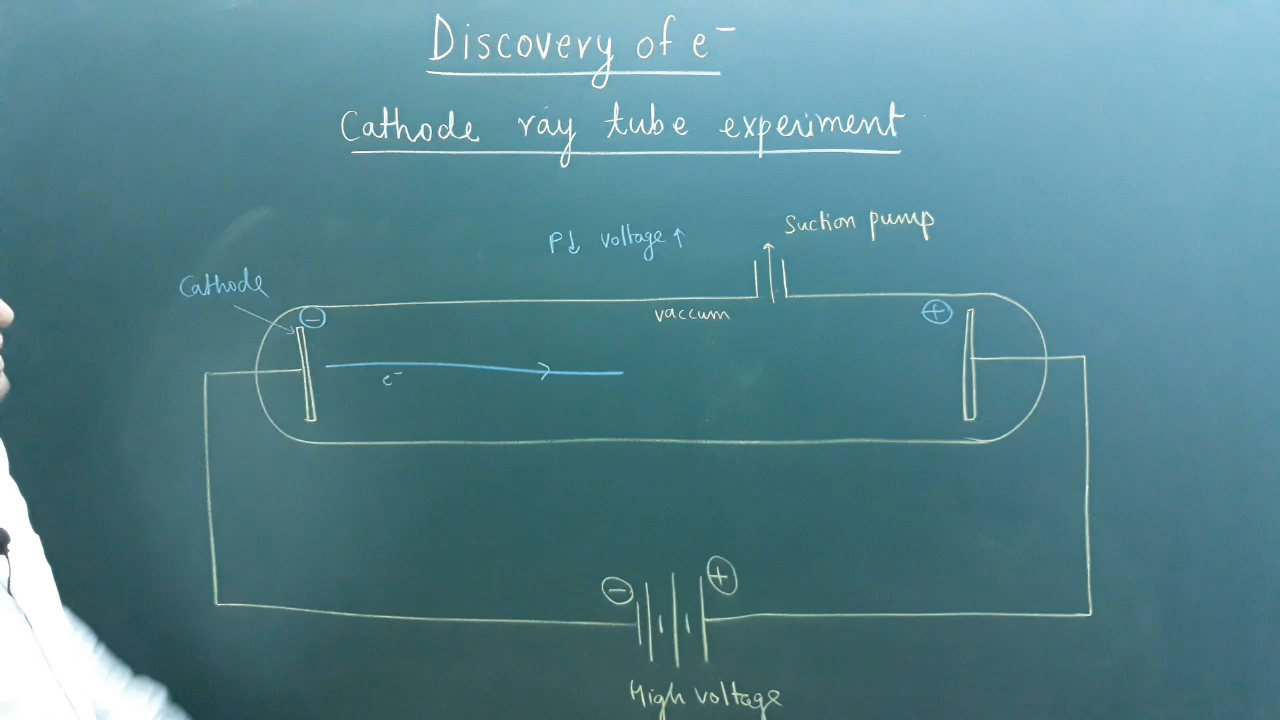 Discovery of e⁻
Cathode ray tube experiment
Suction pump
P↓ voltage ↑
Cathode
vaccum
⊖
⊕
e⁻
⊖
⊕
High voltage